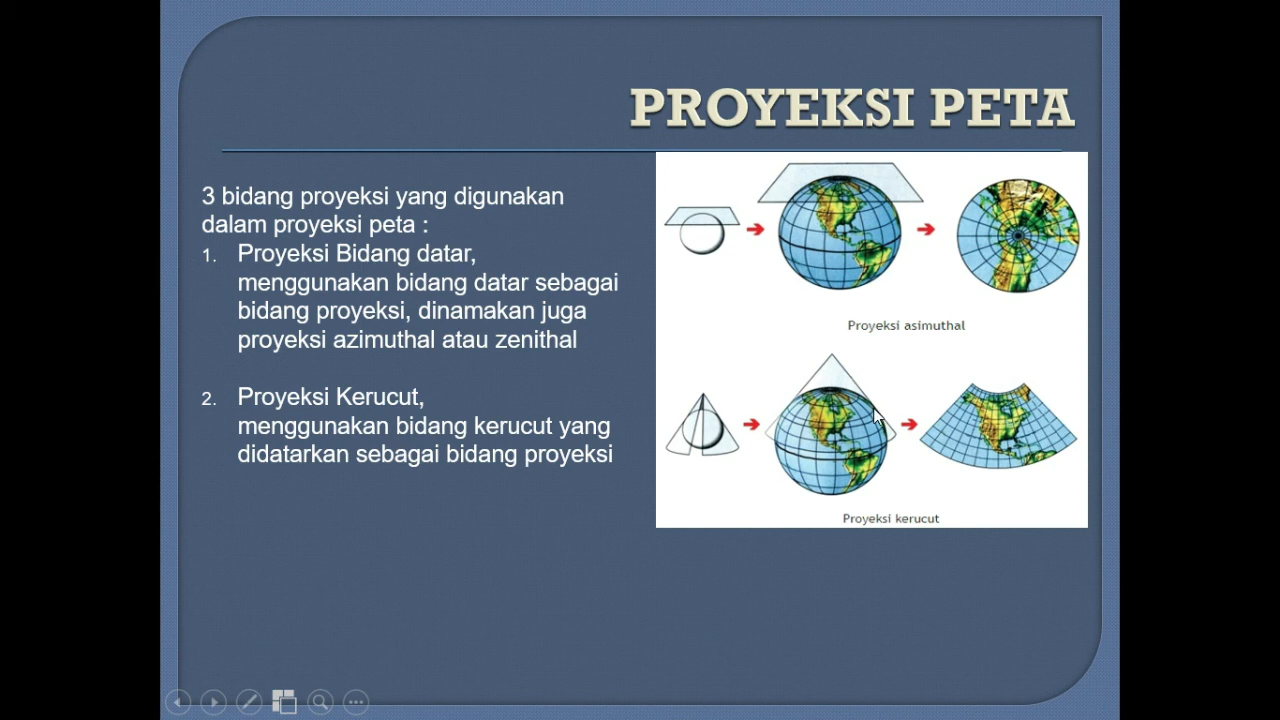 PROYEKSI PETA
3 bidang proyeksi yang digunakan
dalam proyeksi peta :
1. Proyeksi Bidang datar,
menggunakan bidang datar sebagai
bidang proyeksi, dinamakan juga
proyeksi azimuthal atau zenithal
2. Proyeksi Kerucut,
menggunakan bidang kerucut yang
didatarkan sebagai bidang proyeksi
Proyeksi asimuthal
Proyeksi kerucut